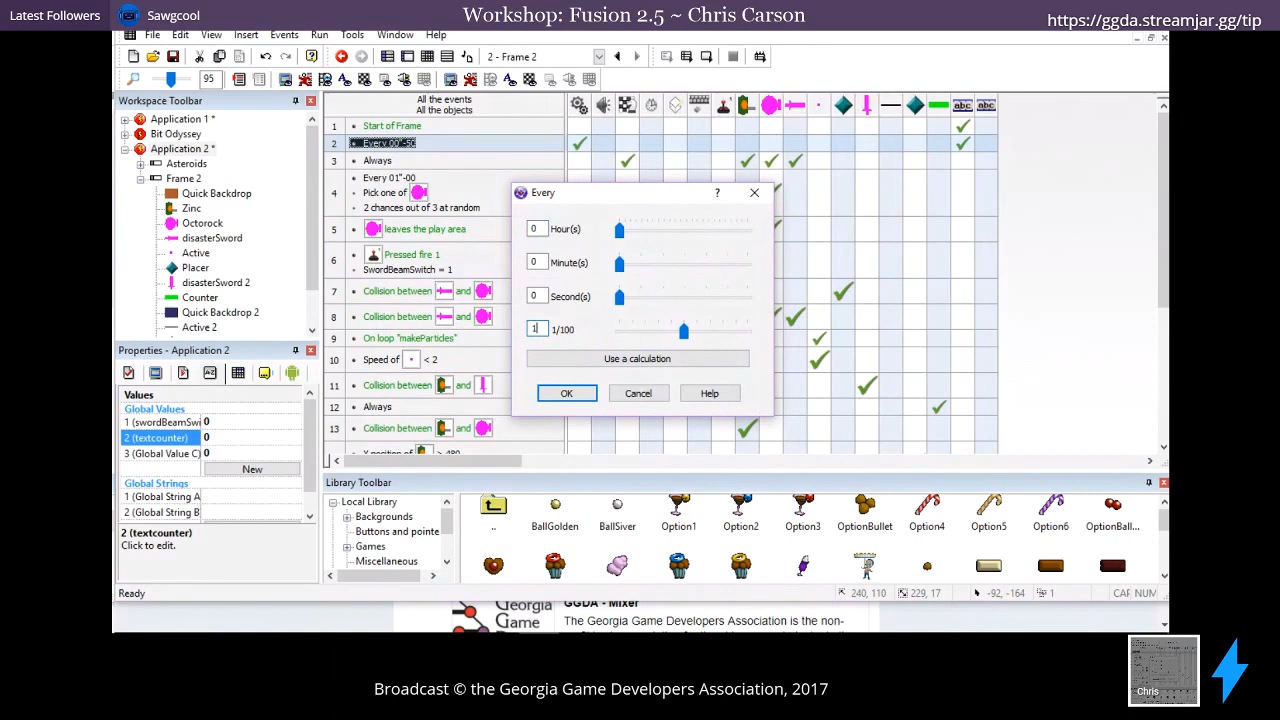 Latest Followers
Sawgcool
Workshop: Fusion 2.5 ~ Chris Carson
https://ggda.streamjar.gg/tip
File Edit View Insert Events Run Tools Window Help
2 - Frame 2
95
Workspace Toolbar
Application 1 *
Bit Odyssey
Application 2 *
Asteroids
Frame 2
Quick Backdrop
Zinc
Octorock
disasterSword
Active
Placer
disasterSword 2
Counter
Quick Backdrop 2
Active 2
All the events
All the objects
abc abc
1 • Start of Frame
2 • Every 00"-50
3 • Always
4 • Every 01"-00
• Pick one of
• 2 chances out of 3 at random
5 • leaves the play area
6 • Pressed fire 1
• SwordBeamSwitch = 1
7 • Collision between and
8 • Collision between and
9 • On loop "makeParticles"
10 • Speed of < 2
11 • Collision between and
12 • Always
13 • Collision between and
• X position of > 480
Every
?
0 Hour(s)
0 Minute(s)
0 Second(s)
1 1/100
Use a calculation
OK Cancel Help
Properties - Application 2
Values
Global Values
1 (swordBeamSwi 0
2 (textcounter) 0
3 (Global Value C) 0
New
Global Strings
1 (Global String A
2 (Global String B
2 (textcounter)
Click to edit.
Library Toolbar
Local Library
Backgrounds
Buttons and pointe
Games
Miscellaneous
..
BallGolden
BallSiver
Option1
Option2
Option3
OptionBullet
Option4
Option5
Option6
OptionBall...
Ready
240, 110
229, 17
-92, -164
1
CAP NUM
Georgia
Game
GGDA - Mixer
The Georgia Game Developers Association is the non-
Chris
Broadcast © the Georgia Game Developers Association, 2017